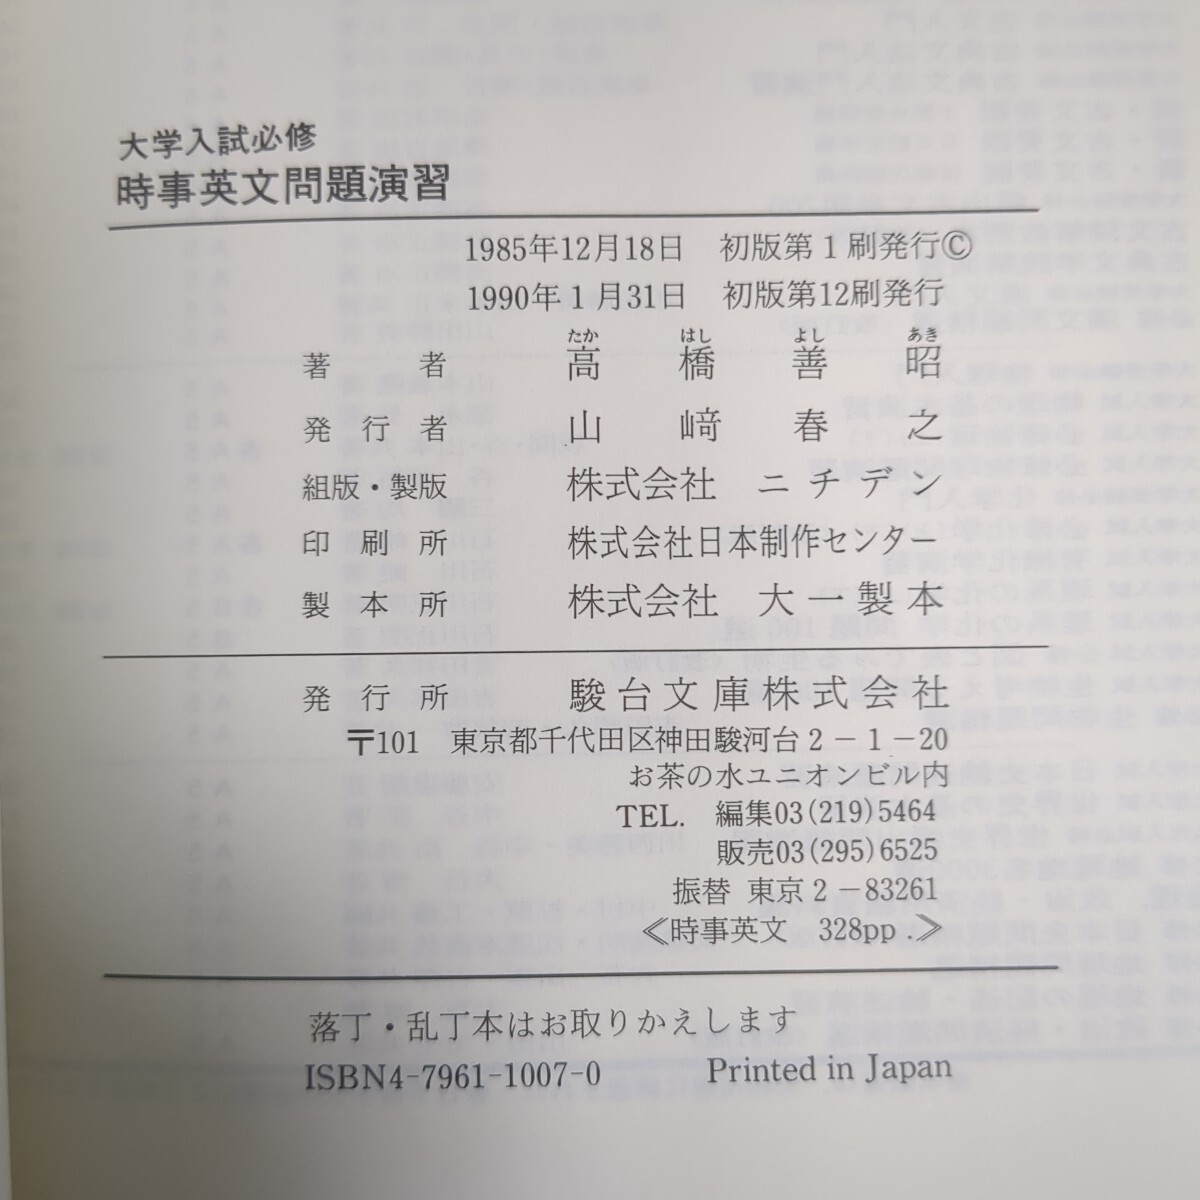 大学入試必修
時事英文問題演習
1985年12月18日　初版第1刷発行©
1990年1月31日　初版第12刷発行
たか　はし　よし　あき
著者　高橋善昭
発行者　山﨑春之
組版・製版　株式会社　ニチデン
印刷所　株式会社日本制作センター
製本所　株式会社　大一製本
発行所　駿台文庫株式会社
〒101　東京都千代田区神田駿河台2－1－20
お茶の水ユニオンビル内
TEL.　編集03(219)5464
販売03(295)6525
振替　東京2－83261
≪時事英文　328pp.≫
落丁・乱丁本はお取りかえします
ISBN4-7961-1007-0　Printed in Japan